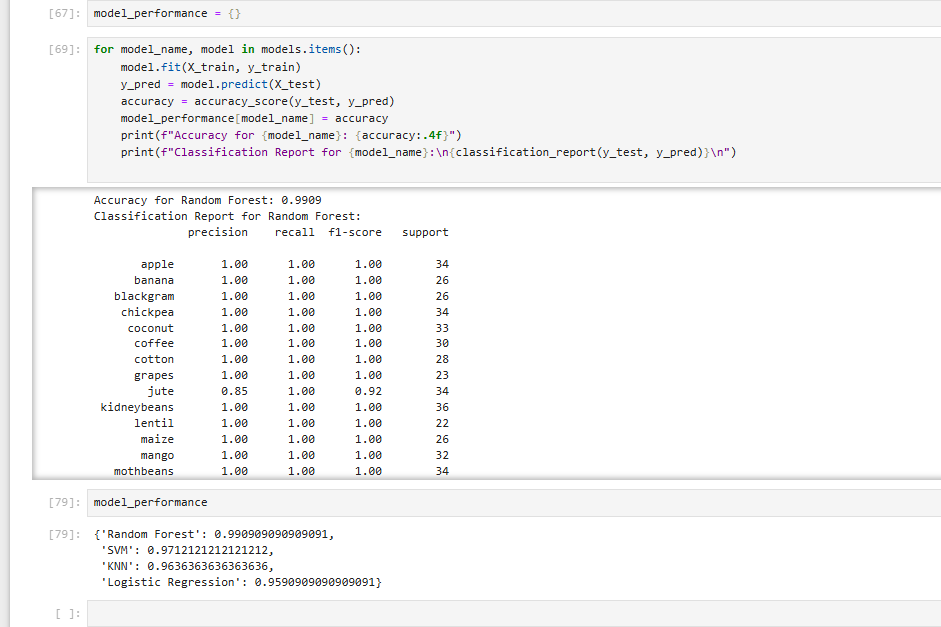 [67]: model_performance = {}
[69]: for model_name, model in models.items():
model.fit(X_train, y_train)
y_pred = model.predict(X_test)
accuracy = accuracy_score(y_test, y_pred)
model_performance[model_name] = accuracy
print(f"Accuracy for {model_name}: {accuracy:.4f}")
print(f"Classification Report for {model_name}:\n{classification_report(y_test, y_pred)}\n")
Accuracy for Random Forest: 0.9909
Classification Report for Random Forest:
precision recall f1-score support
apple 1.00 1.00 1.00 34
banana 1.00 1.00 1.00 26
blackgram 1.00 1.00 1.00 26
chickpea 1.00 1.00 1.00 34
coconut 1.00 1.00 1.00 33
coffee 1.00 1.00 1.00 30
cotton 1.00 1.00 1.00 28
grapes 1.00 1.00 1.00 23
jute 0.85 1.00 0.92 34
kidneybeans 1.00 1.00 1.00 36
lentil 1.00 1.00 1.00 22
maize 1.00 1.00 1.00 26
mango 1.00 1.00 1.00 32
mothbeans 1.00 1.00 1.00 34
[79]: model_performance
[79]: {'Random Forest': 0.990909090909091,
'SVM': 0.9712121212121212,
'KNN': 0.9636363636363636,
'Logistic Regression': 0.9590909090909091}
[ ]: